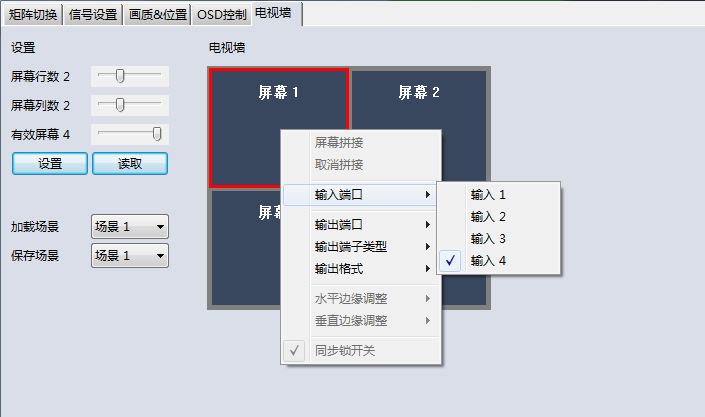 矩阵切换 信号设置 画质&位置 OSD控制 电视墙
设置
屏幕行数 2
屏幕列数 2
有效屏幕 4
设置 读取
加载场景 场景 1
保存场景 场景 1
电视墙
屏幕 1 屏幕 2
屏
屏幕拼接
取消拼接
输入端口
输出端口
输出端子类型
输出格式
水平边缘调整
垂直边缘调整
同步锁开关
输入 1
输入 2
输入 3
输入 4